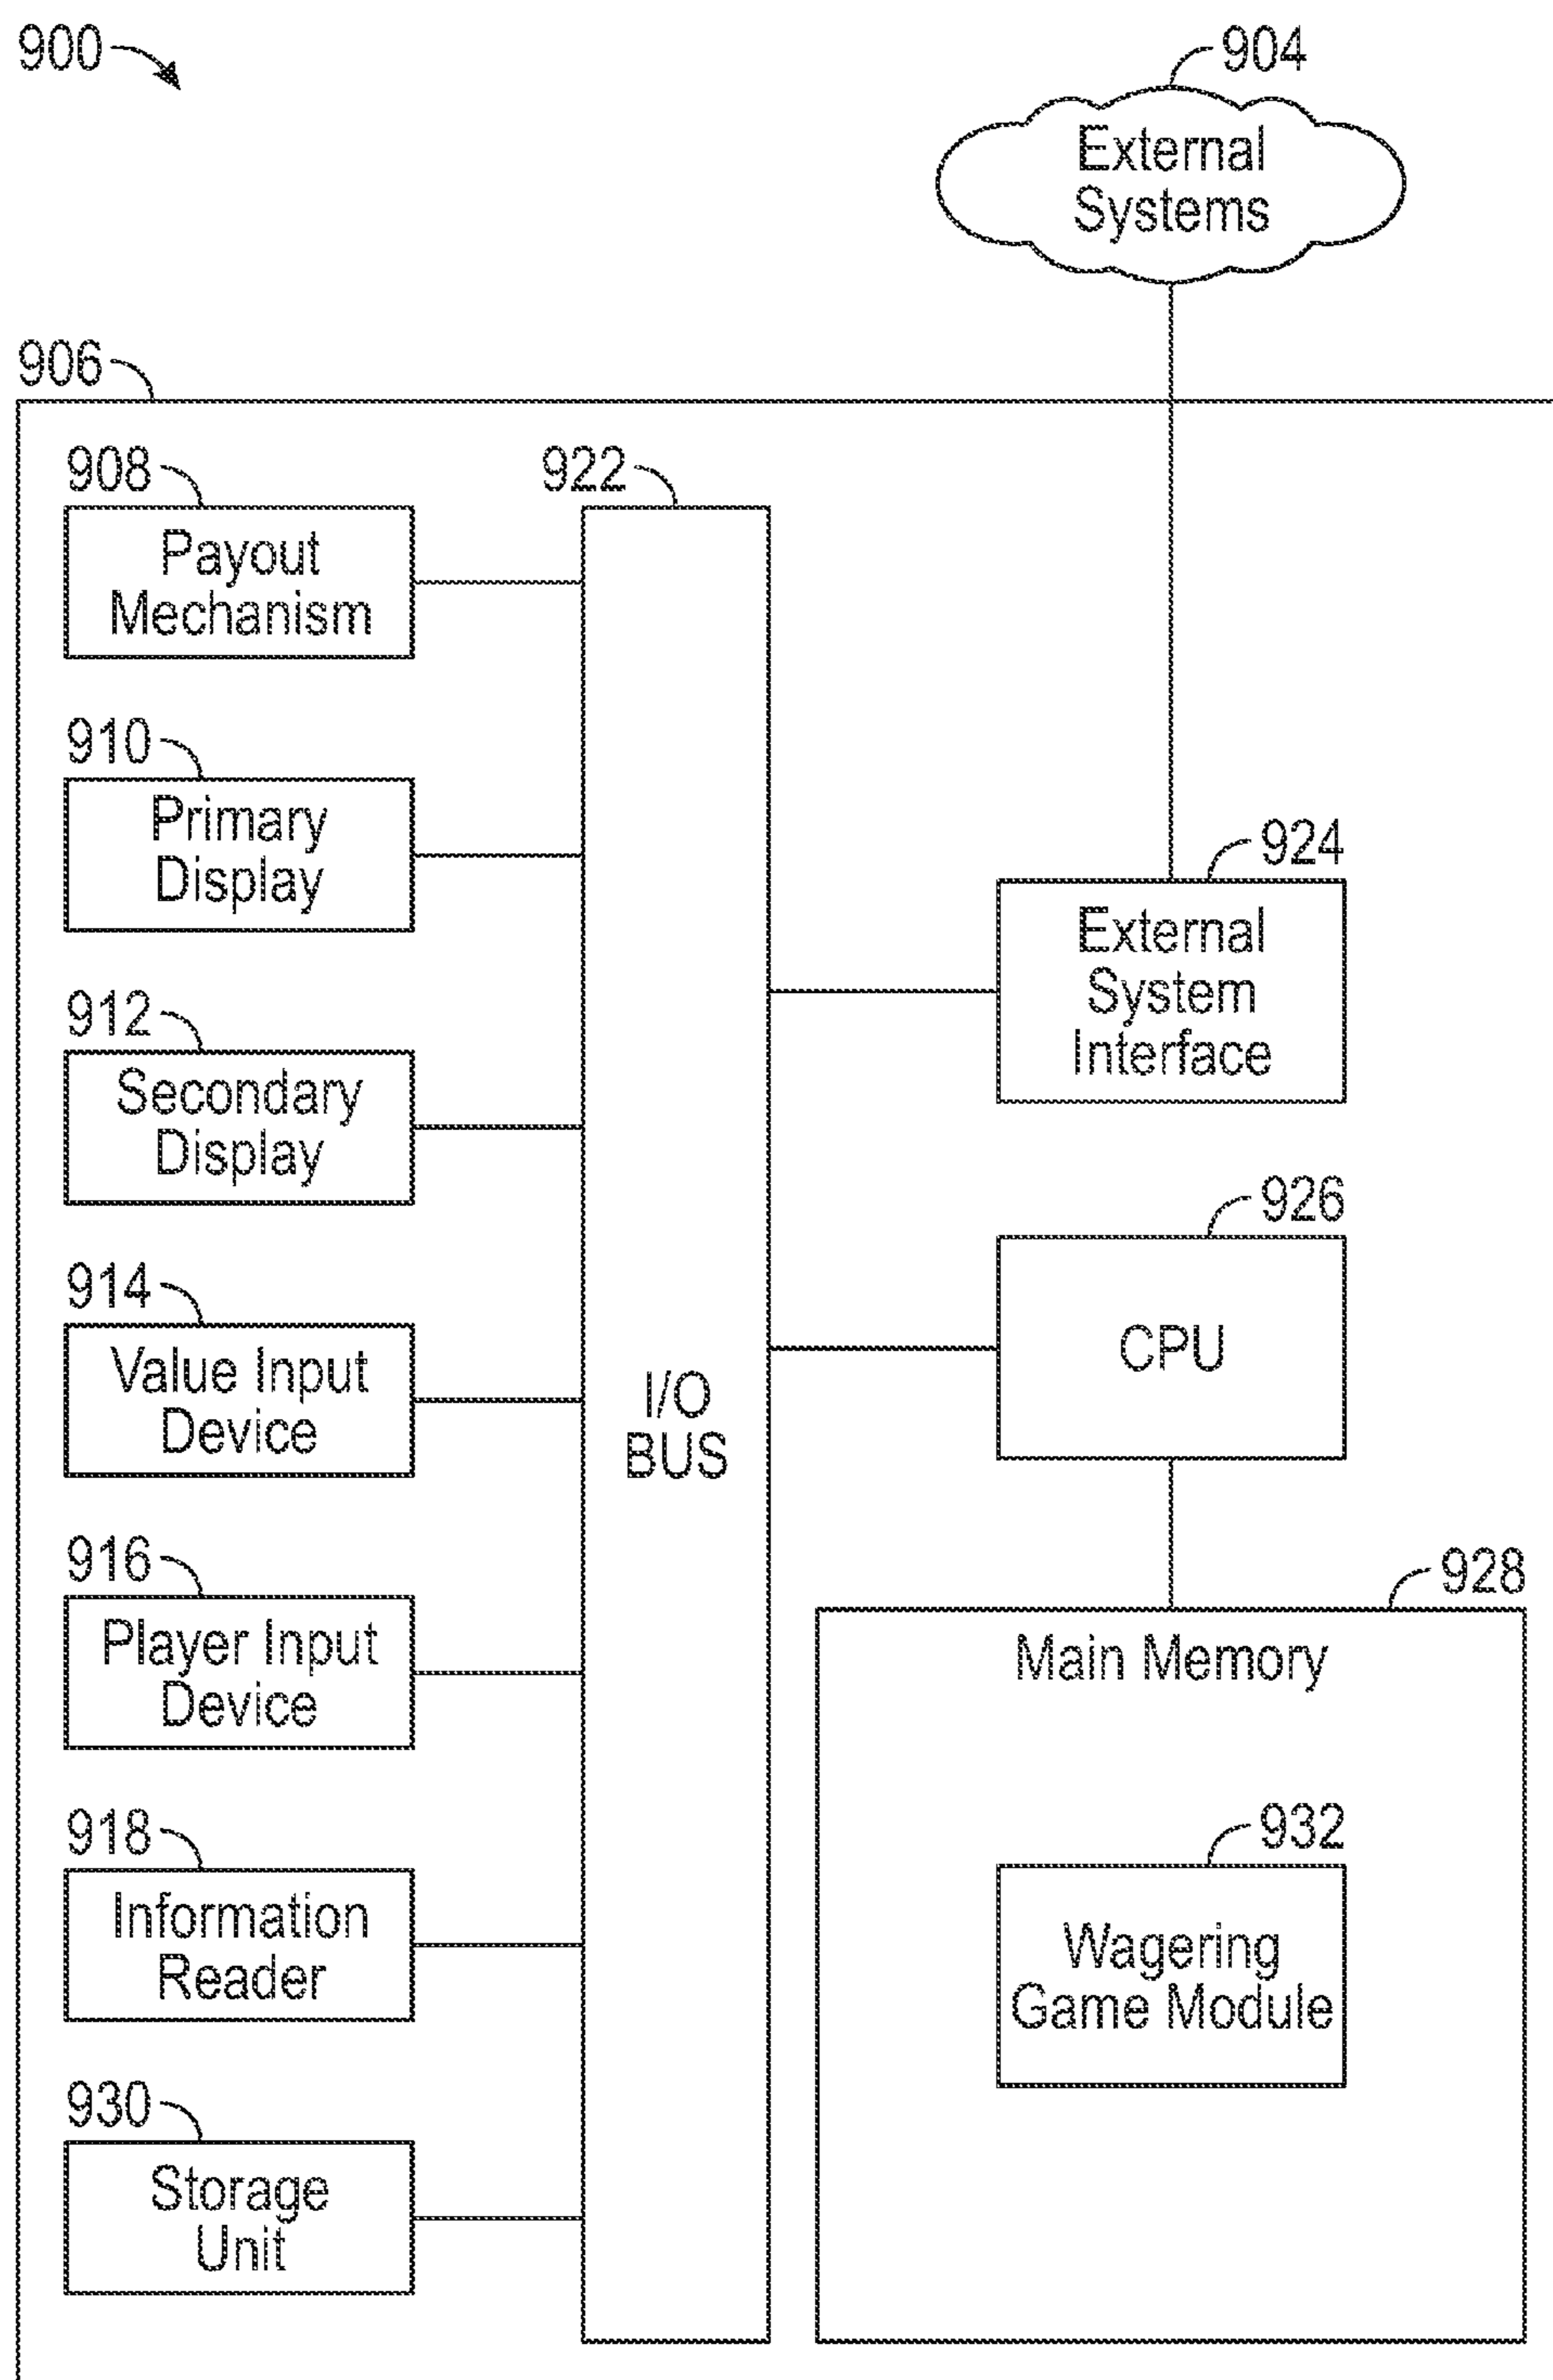 900
904
External
Systems
906
908
Payout
Mechanism
910
Primary
Display
912
Secondary
Display
914
Value Input
Device
916
Player Input
Device
918
Information
Reader
930
Storage
Unit
922
I/O
BUS
924
External
System
Interface
926
CPU
928
Main Memory
932
Wagering
Game Module